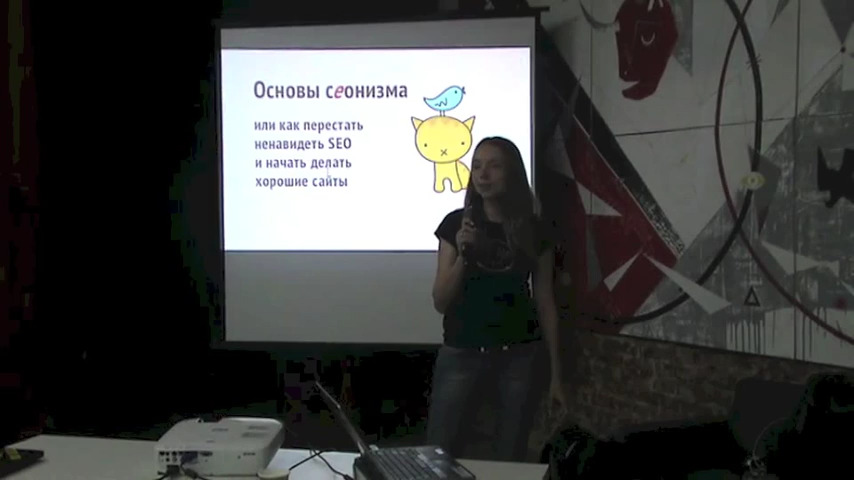 Основы сеонизма
или как перестать
ненавидеть SEO
и начать делать
хорошие сайты